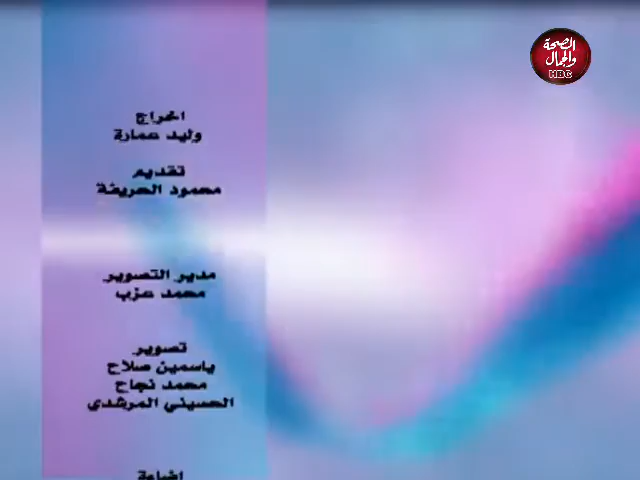 الصحة
والجمال
HBC
اخراج
وليد عمارة
تقديم
محمود الحريفة
مدير التصوير
محمد عزب
تصوير
ياسمين صلاح
محمد نجاح
الحسيني المرشدى
اضاءة